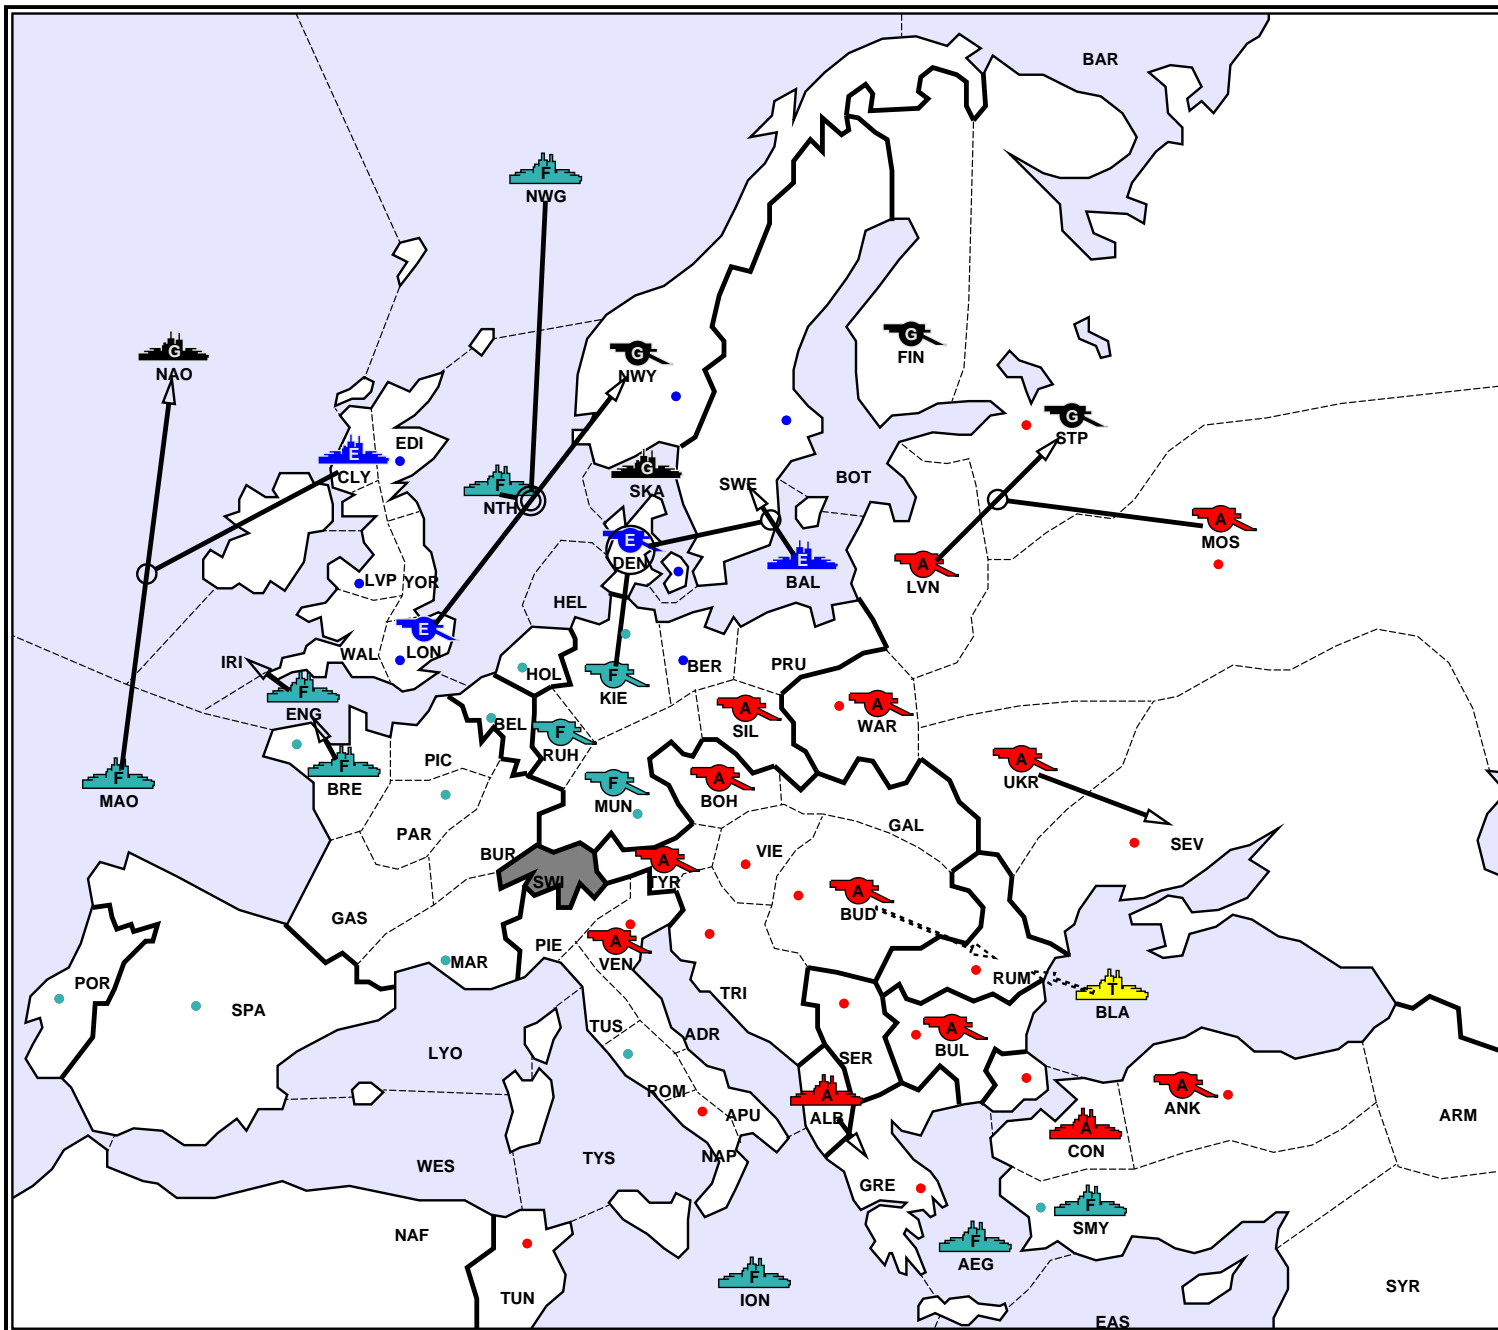 BAR
F
NWG
G
FIN
G
NAO
G
NWY
G
STP
EDI
E
CLY
G
SKA
SWE
BOT
F
NTH
A
MOS
E
DEN
E
BAL
A
LVN
LVP
YOR
HEL
E
LON
WAL
IRI
HOL
BER
PRU
F
ENG
F
KIE
BEL
A
SIL
A
WAR
F
RUH
PIC
F
MAO
F
BRE
F
MUN
A
BOH
A
UKR
PAR
GAL
SEV
BUR
VIE
A
TYR
SWI
A
BUD
GAS
A
VEN
PIE
MAR
POR
SPA
TRI
RUM
T
BLA
TUS
ADR
A
BUL
LYO
SER
ROM
A
ALB
APU
A
ANK
ARM
A
CON
WES
TYS
NAP
GRE
F
SMY
NAF
F
AEG
F
ION
TUN
SYR
EAS